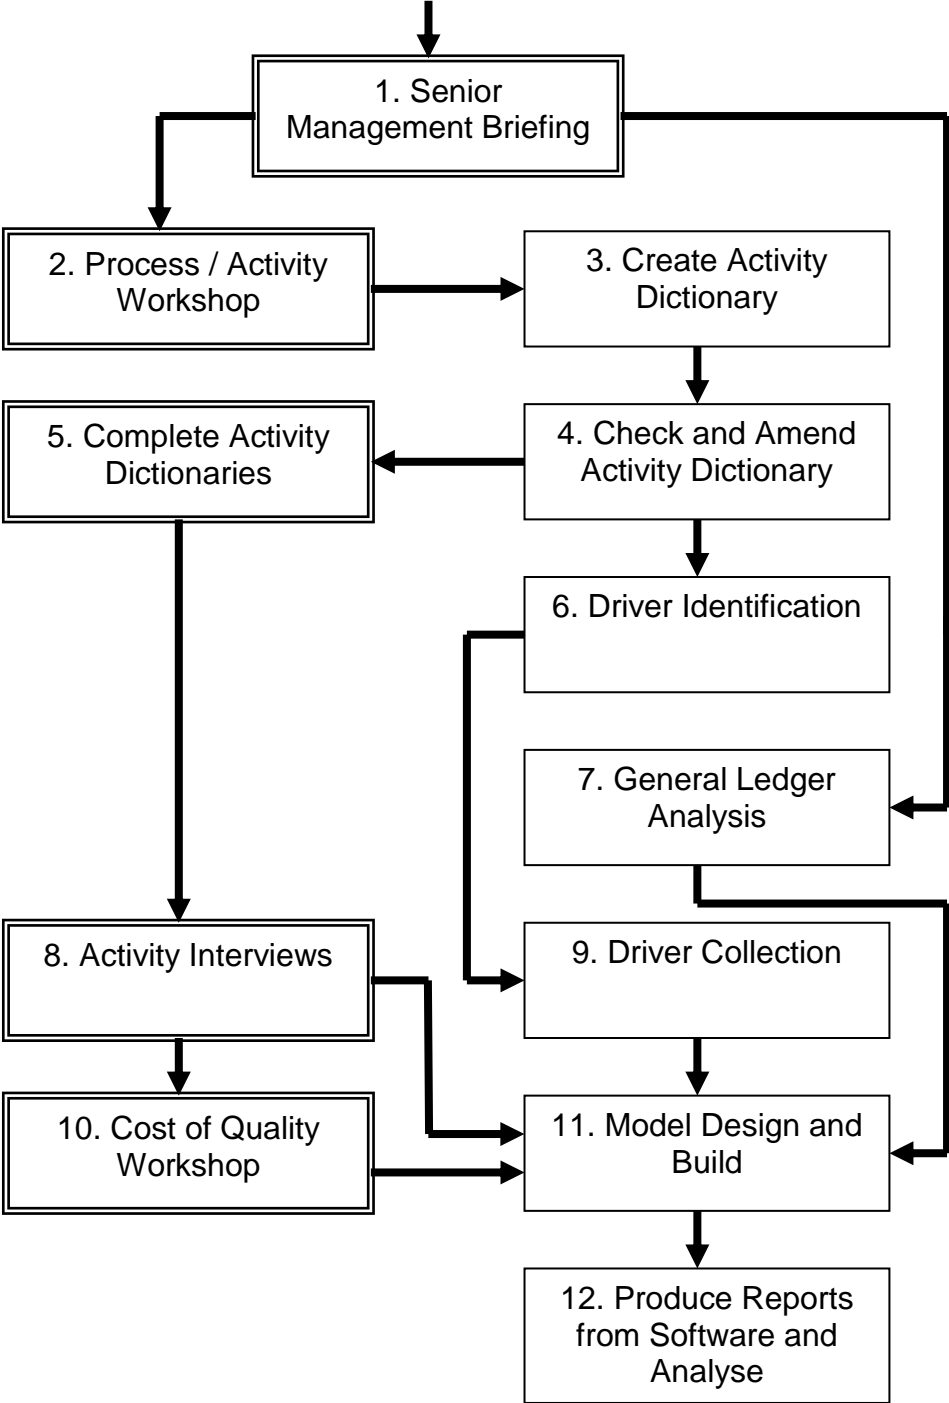 1. Senior
Management Briefing
2. Process / Activity
Workshop
3. Create Activity
Dictionary
5. Complete Activity
Dictionaries
4. Check and Amend
Activity Dictionary
6. Driver Identification
7. General Ledger
Analysis
8. Activity Interviews
9. Driver Collection
10. Cost of Quality
Workshop
11. Model Design and
Build
12. Produce Reports
from Software and
Analyse